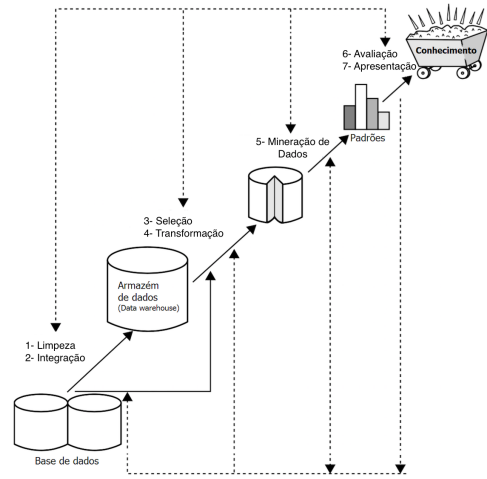 Conhecimento
6- Avaliação
7- Apresentação
Padrões
5- Mineração de
Dados
3- Seleção
4- Transformação
Armazém
de dados
(Data warehouse)
1- Limpeza
2- Integração
Base de dados